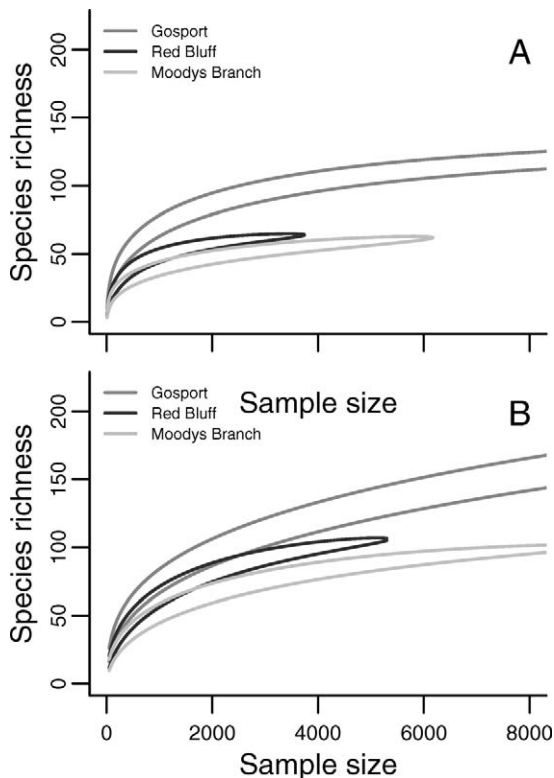 Gosport
Red Bluff
Moodys Branch
A
Species richness
200
150
100
50
0
Sample size
Gosport
Red Bluff
Moodys Branch
B
Species richness
200
150
100
50
0
0 2000 4000 6000 8000
Sample size